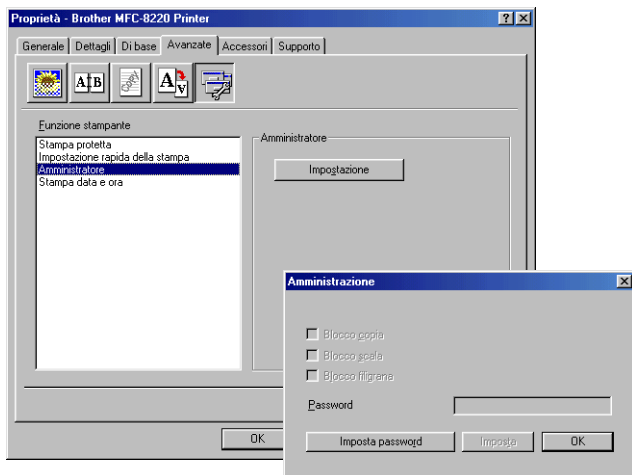 Proprietà - Brother MFC-8220 Printer
Generale Dettagli Di base Avanzate Accessori Supporto
Funzione stampante
Stampa protetta
Impostazione rapida della stampa
Amministratore
Stampa data e ora
Amministratore
Impostazione
OK
Amministrazione
Blocco copia
Blocco scala
Blocco filigrana
Password
Imposta password Imposta OK